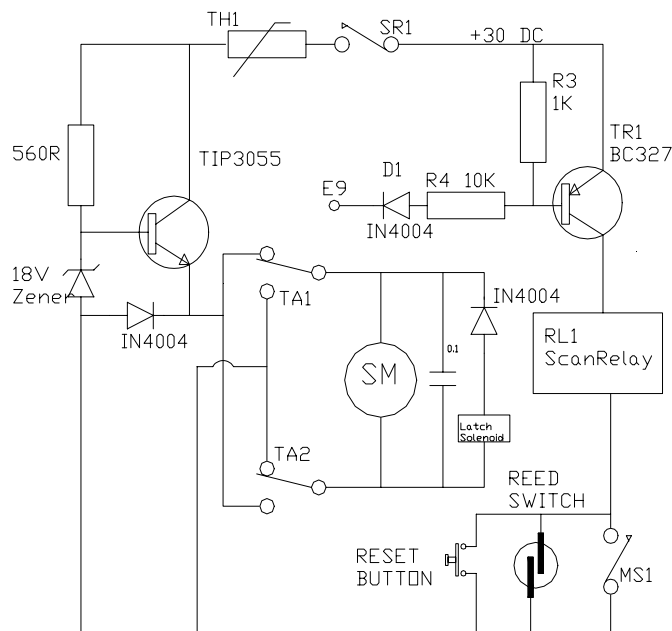 TH1
SR1
+30 DC
R3
1K
TR1
BC327
560R
TIP3055
D1
R4 10K
E9
IN4004
18V
Zener
IN4004
TA1
IN4004
0.1
SM
RL1
ScanRelay
Latch
Solenoid
TA2
REED
SWITCH
RESET
BUTTON
MS1